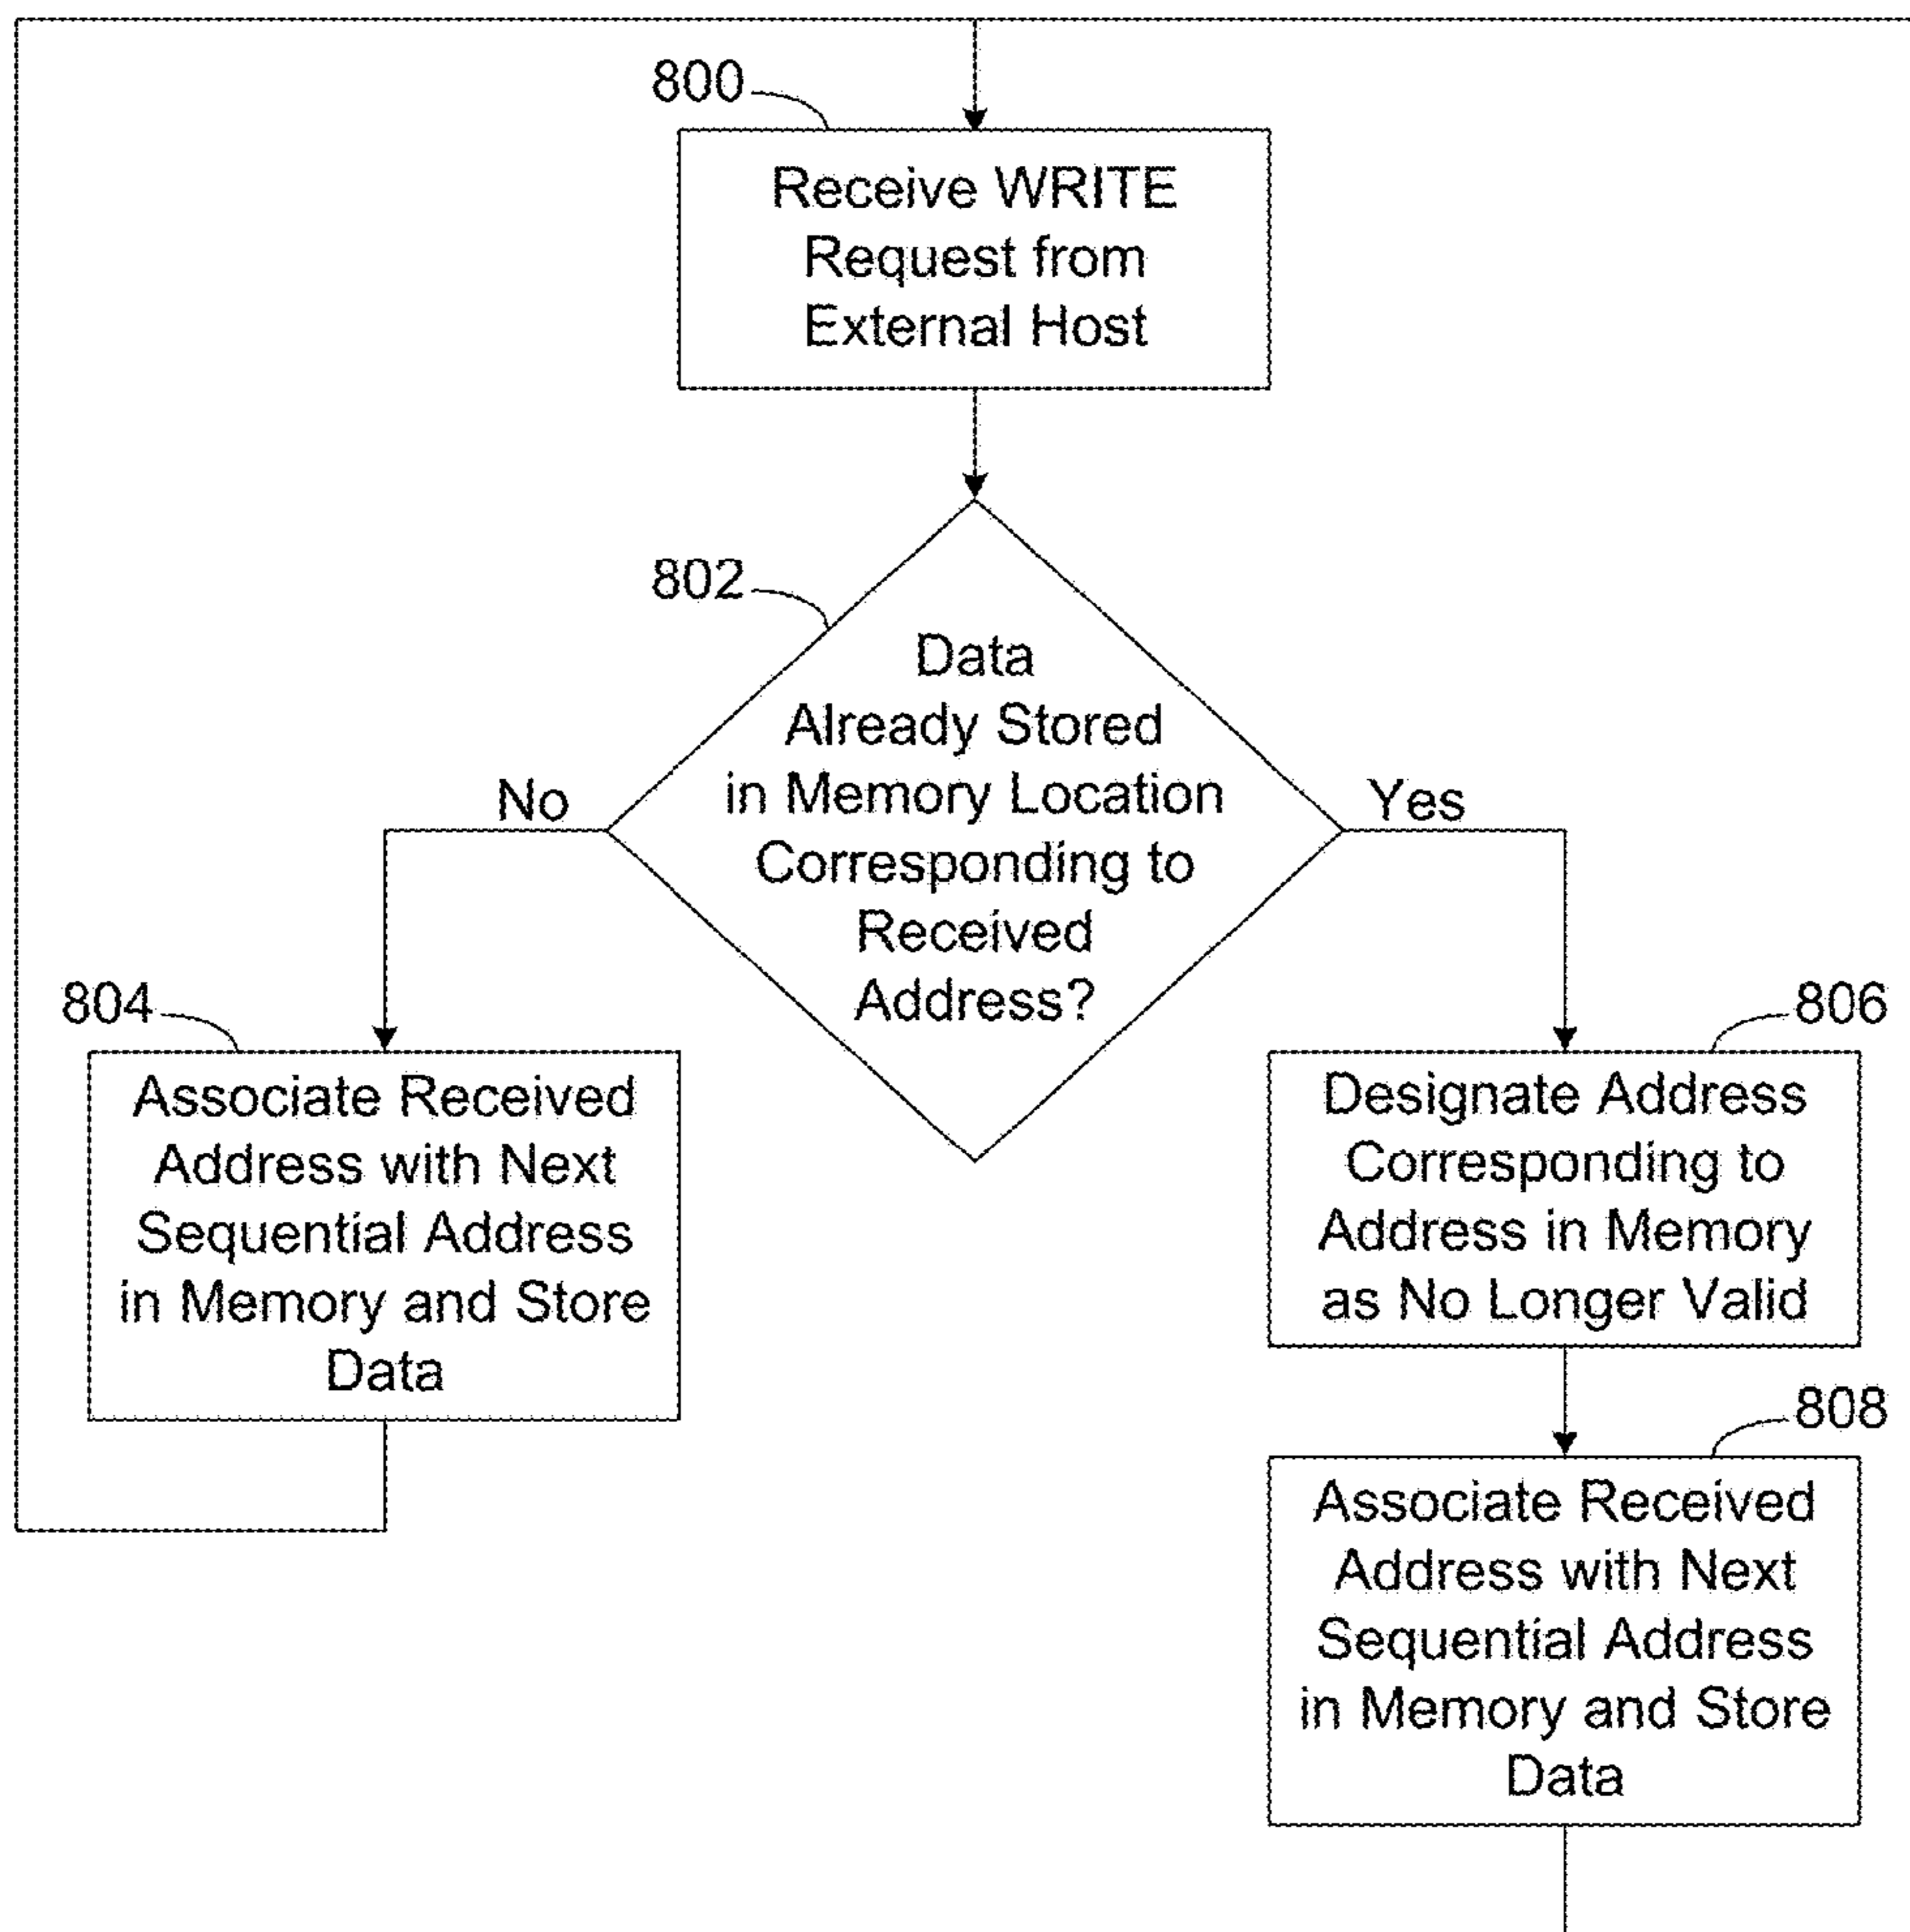 800
Receive WRITE
Request from
External Host
802
Data
Already Stored
in Memory Location
Corresponding to
Received
Address?
No
Yes
804
Associate Received
Address with Next
Sequential Address
in Memory and Store
Data
806
Designate Address
Corresponding to
Address in Memory
as No Longer Valid
808
Associate Received
Address with Next
Sequential Address
in Memory and Store
Data